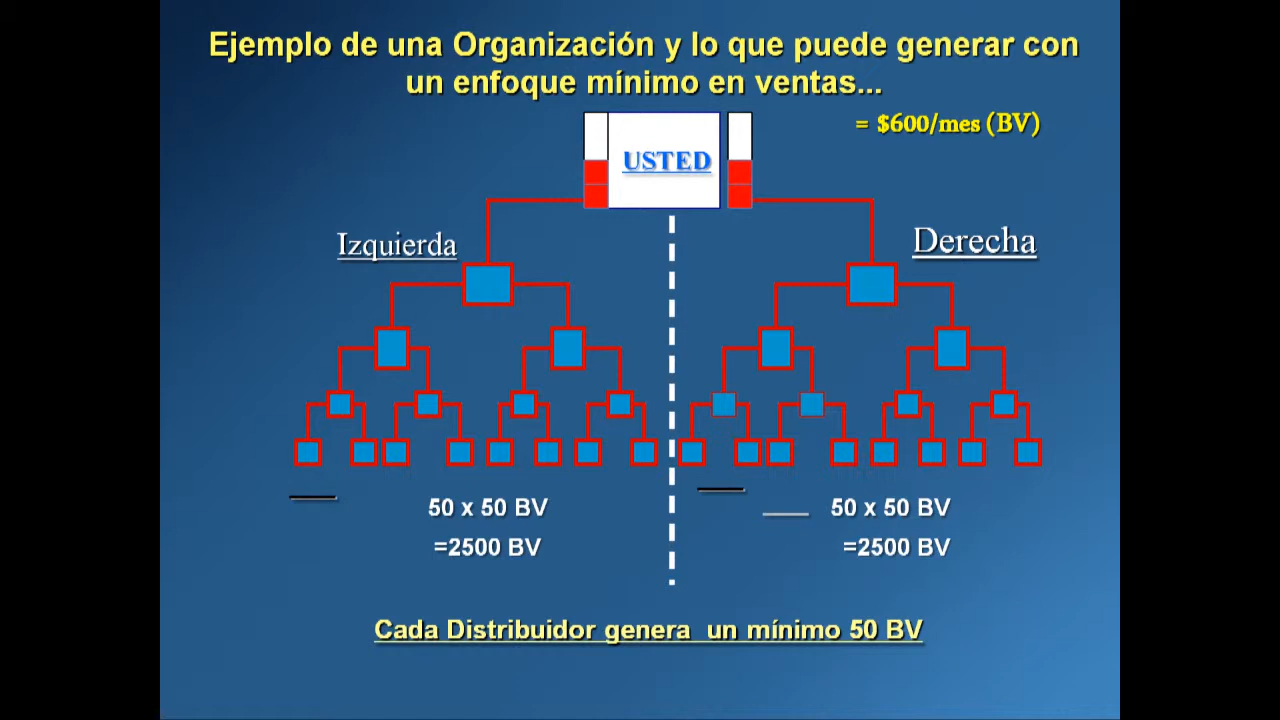 Ejemplo de una Organización y lo que puede generar con
un enfoque mínimo en ventas...
= $600/mes (BV)
USTED
Izquierda
Derecha
50 x 50 BV
=2500 BV
50 x 50 BV
=2500 BV
Cada Distribuidor genera un mínimo 50 BV